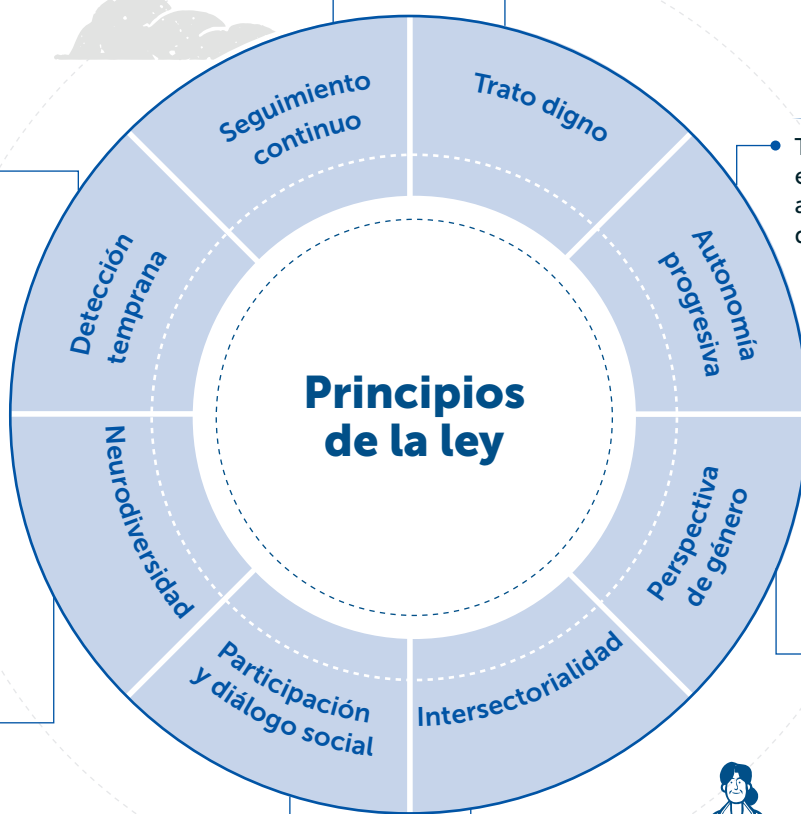 Principios
de la ley
Trato digno
Autonomía
progresiva
Perspectiva
de género
Intersectorialidad
Participación
y diálogo social
Neurodiversidad
Detección
temprana
Seguimiento
continuo